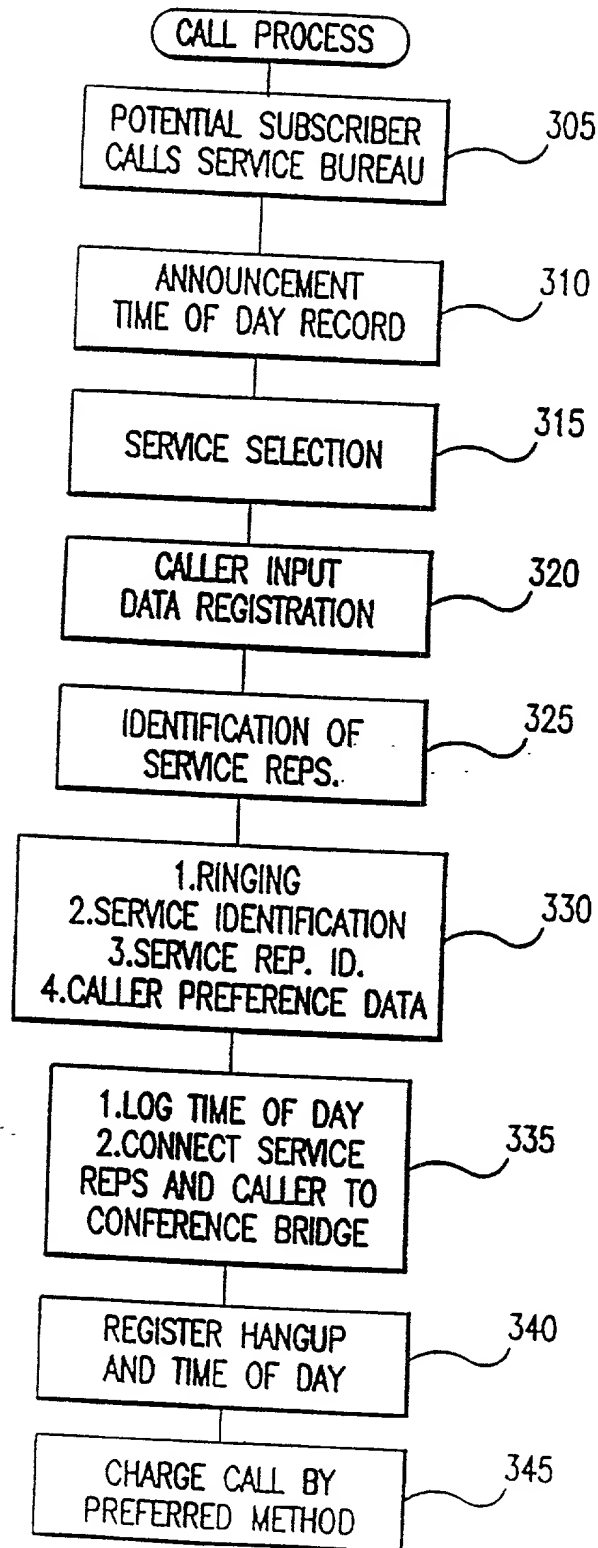 CALL PROCESS
POTENTIAL SUBSCRIBER
CALLS SERVICE BUREAU
305
ANNOUNCEMENT
TIME OF DAY RECORD
310
SERVICE SELECTION
315
CALLER INPUT
DATA REGISTRATION
320
IDENTIFICATION OF
SERVICE REPS.
325
1.RINGING
2.SERVICE IDENTIFICATION
3.SERVICE REP. ID.
4.CALLER PREFERENCE DATA
330
1.LOG TIME OF DAY
2.CONNECT SERVICE
REPS AND CALLER TO
CONFERENCE BRIDGE
335
REGISTER HANGUP
AND TIME OF DAY
340
CHARGE CALL BY
PREFERRED METHOD
345